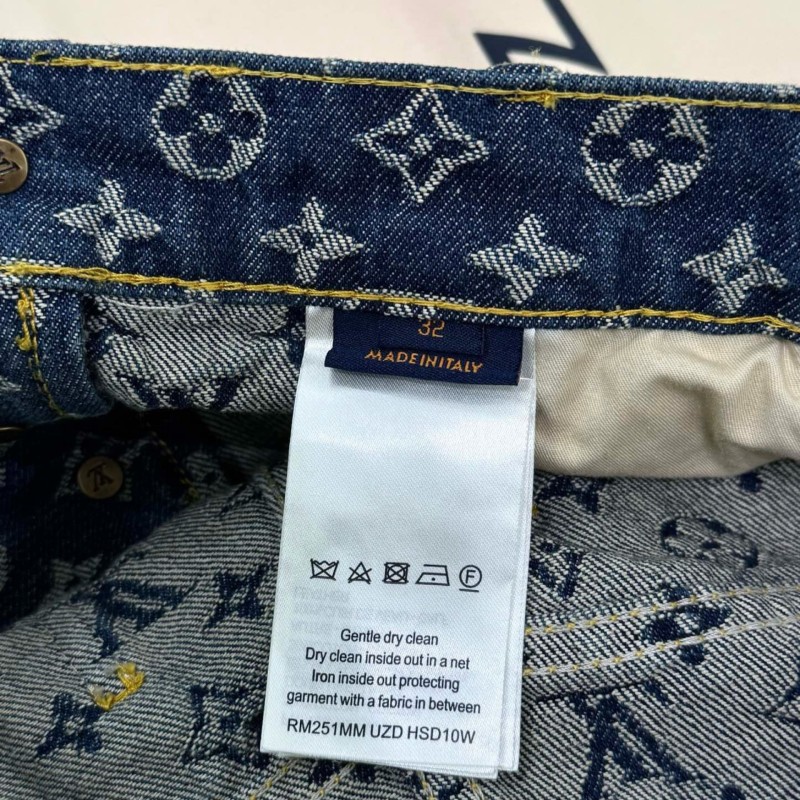 32
MADEINITALY
Gentle dry clean
Dry clean inside out in a net
Iron inside out protecting
garment with a fabric in between
RM251MM UZD HSD10W